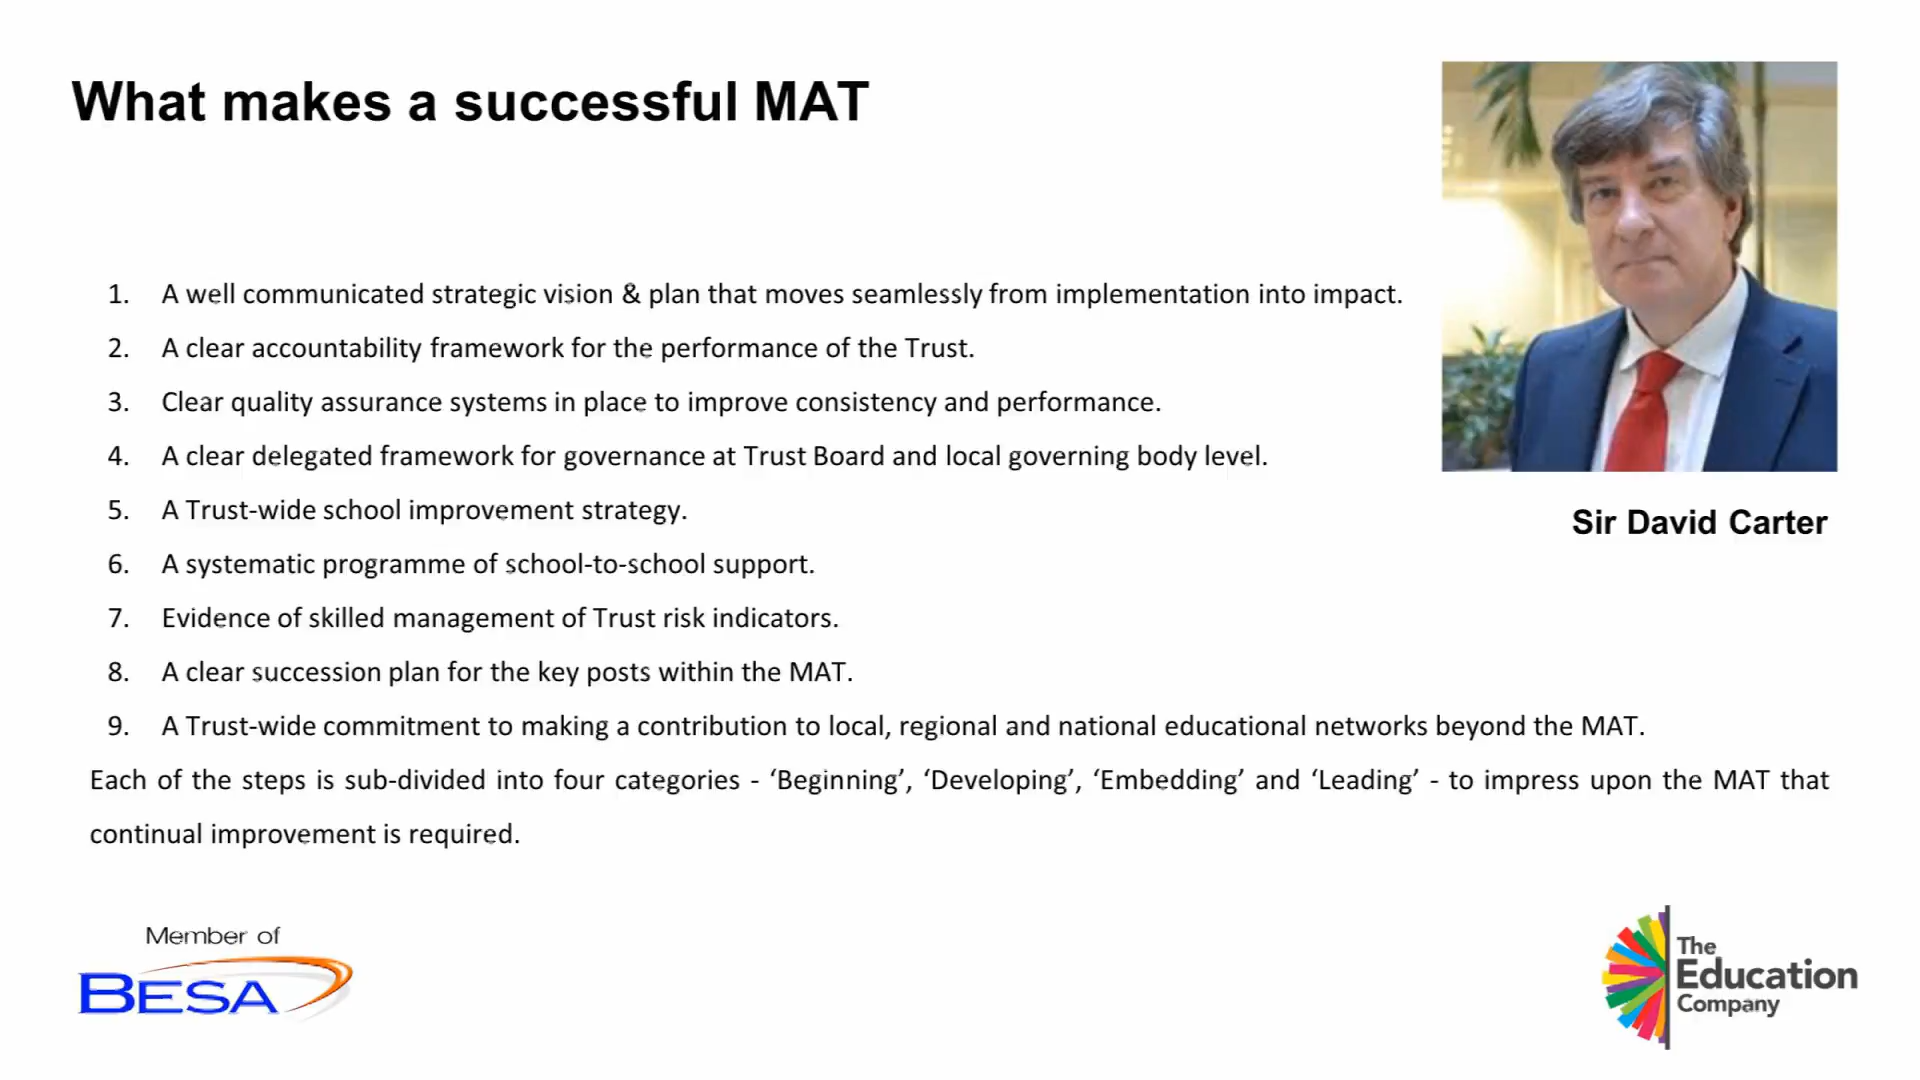 What makes a successful MAT
1. A well communicated strategic vision & plan that moves seamlessly from implementation into impact.
2. A clear accountability framework for the performance of the Trust.
3. Clear quality assurance systems in place to improve consistency and performance.
4. A clear delegated framework for governance at Trust Board and local governing body level.
5. A Trust-wide school improvement strategy.
6. A systematic programme of school-to-school support.
7. Evidence of skilled management of Trust risk indicators.
8. A clear succession plan for the key posts within the MAT.
9. A Trust-wide commitment to making a contribution to local, regional and national educational networks beyond the MAT.
Each of the steps is sub-divided into four categories - ‘Beginning’, ‘Developing’, ‘Embedding’ and ‘Leading’ - to impress upon the MAT that
continual improvement is required.
Sir David Carter
Member of
BESA
The
Education
Company